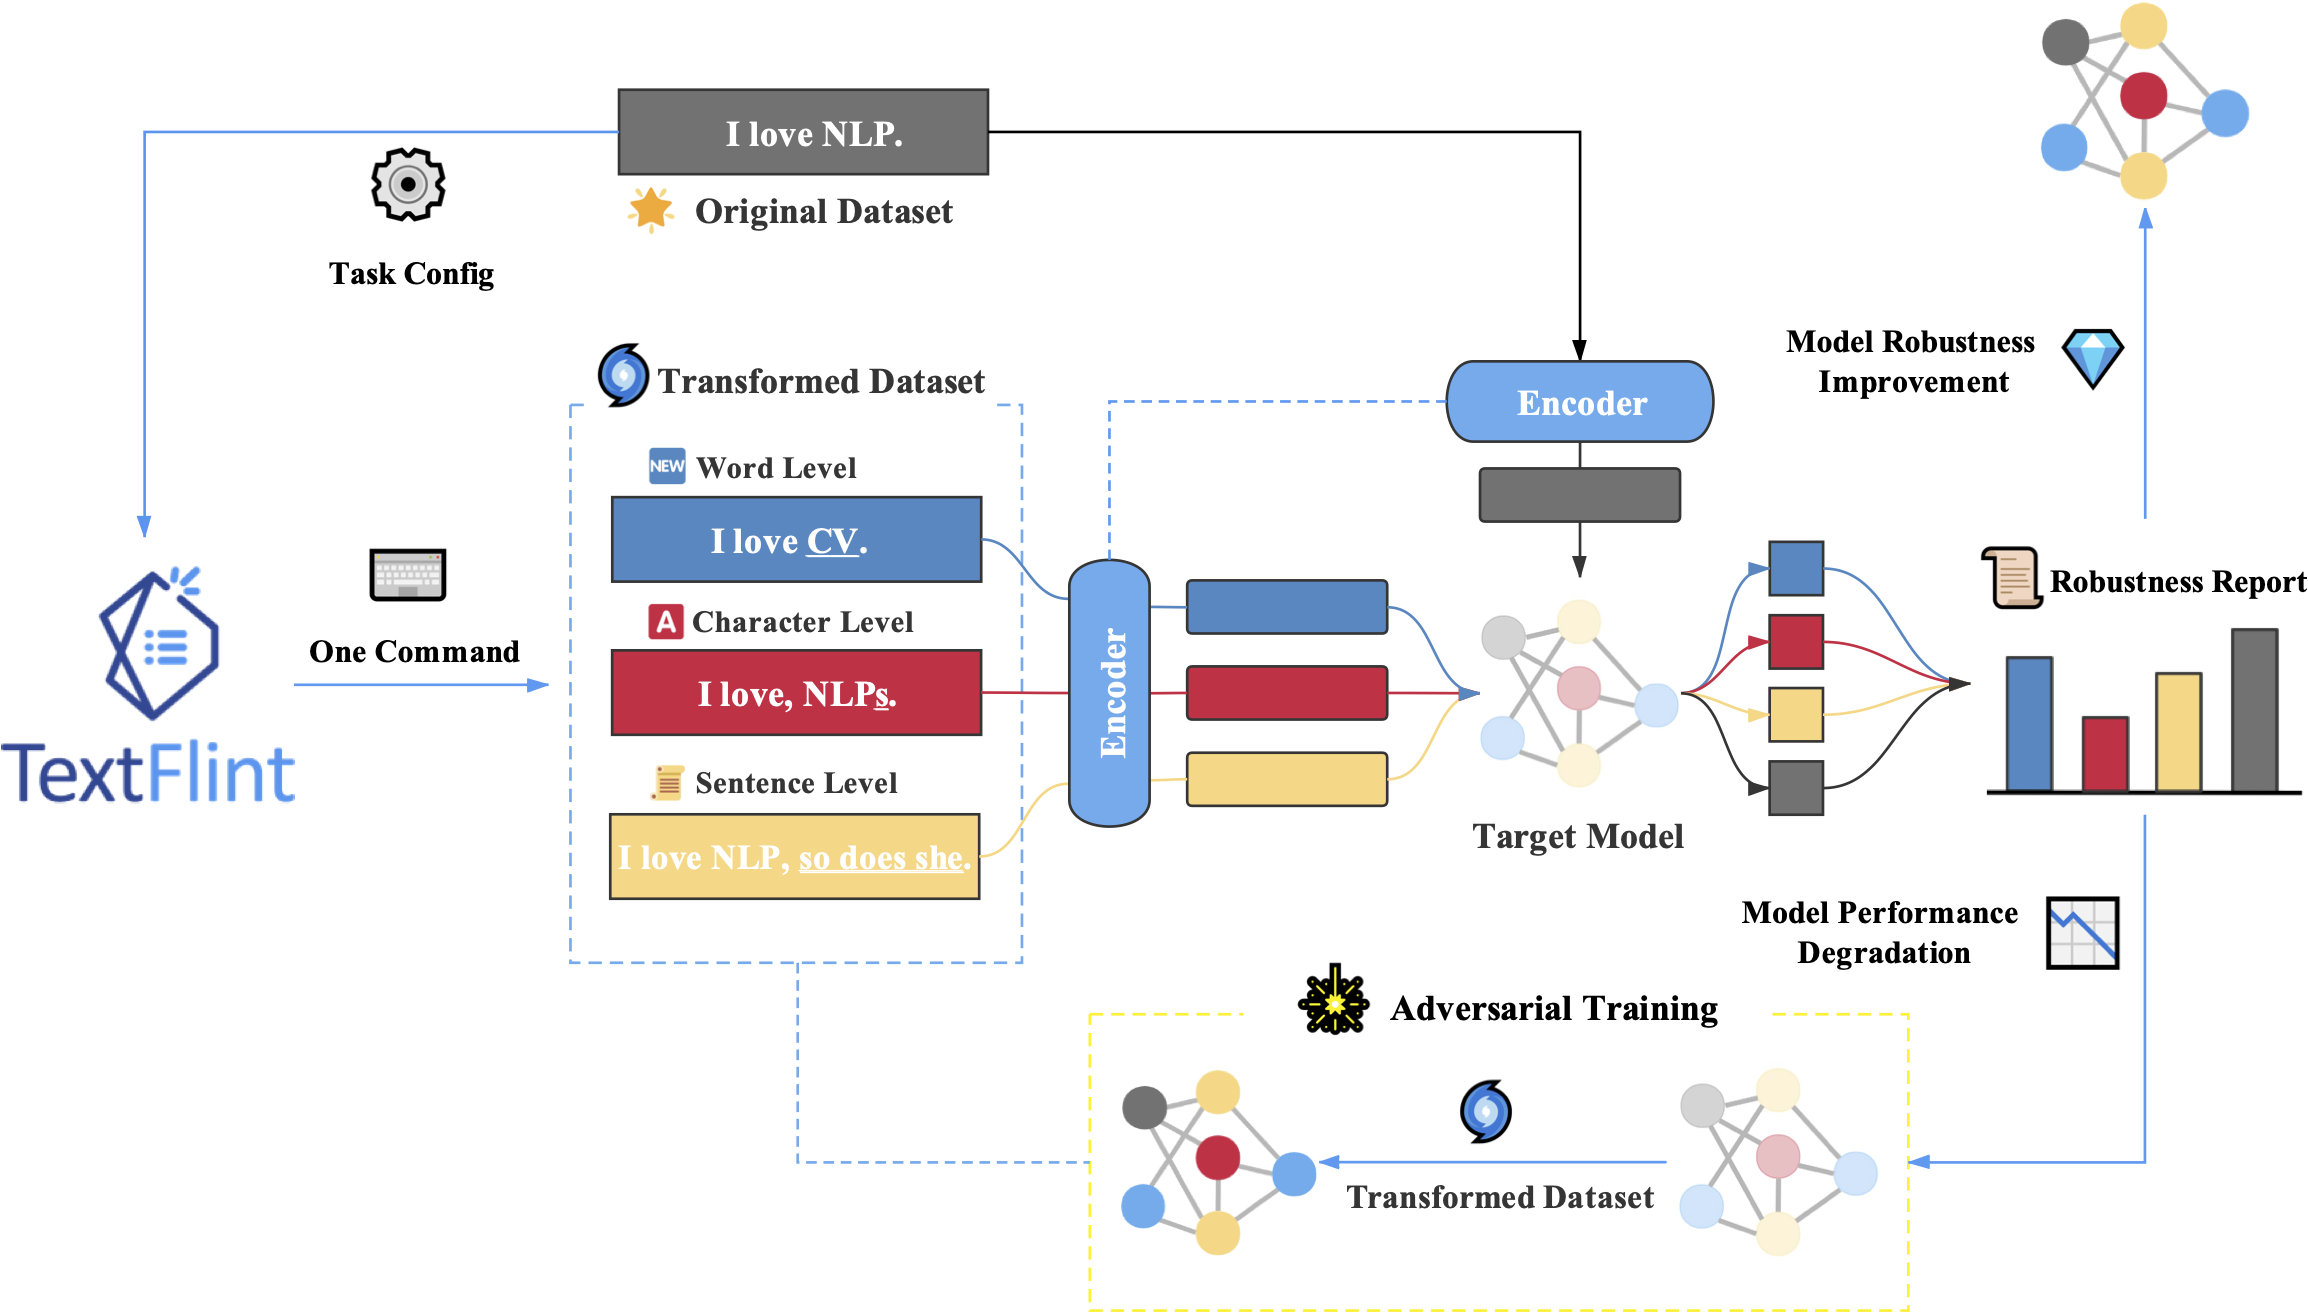 I love NLP.
Original Dataset
Task Config
Transformed Dataset
Model Robustness
Improvement
Encoder
NEW Word Level
I love CV.
One Command
A Character Level
I love, NLPs.
Encoder
Sentence Level
I love NLP, so does she.
TextFlint
Target Model
Robustness Report
Model Performance
Degradation
Adversarial Training
Transformed Dataset